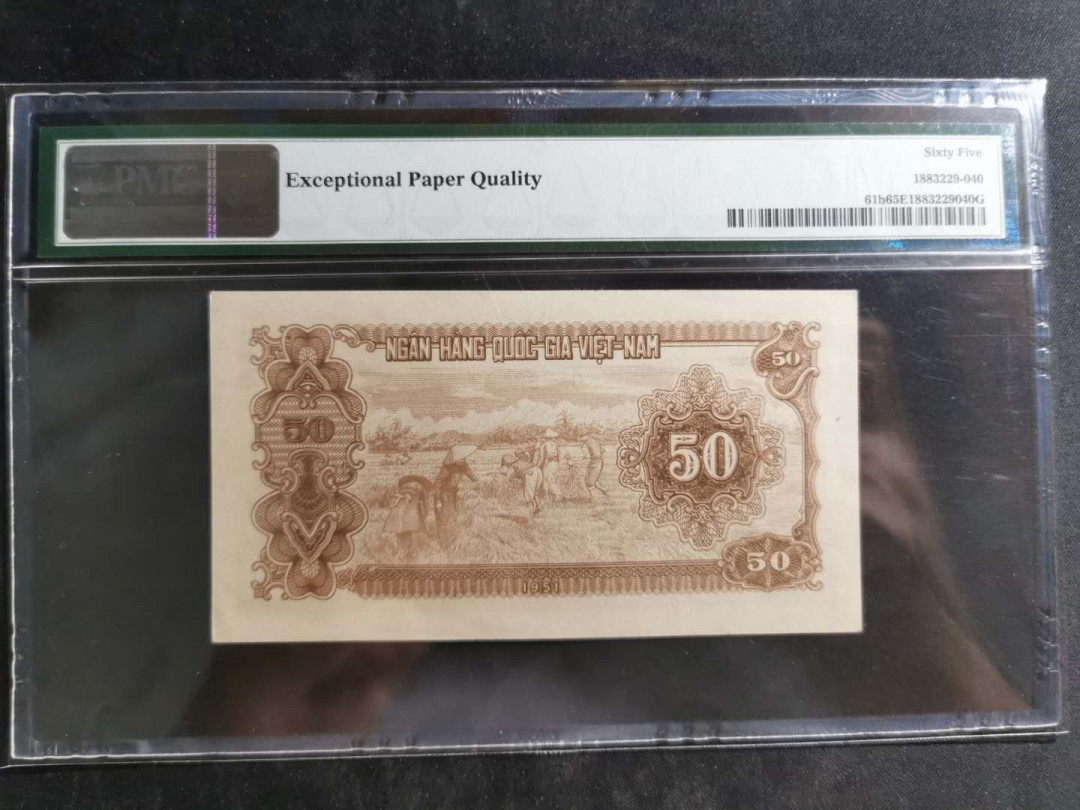 PMG
Exceptional Paper Quality
Sixty Five
1883229-040
61b65E1883229040G
NGÂN-HÀNG QUỐC-GIA VIỆT-NAM
50
50
50
50
1951